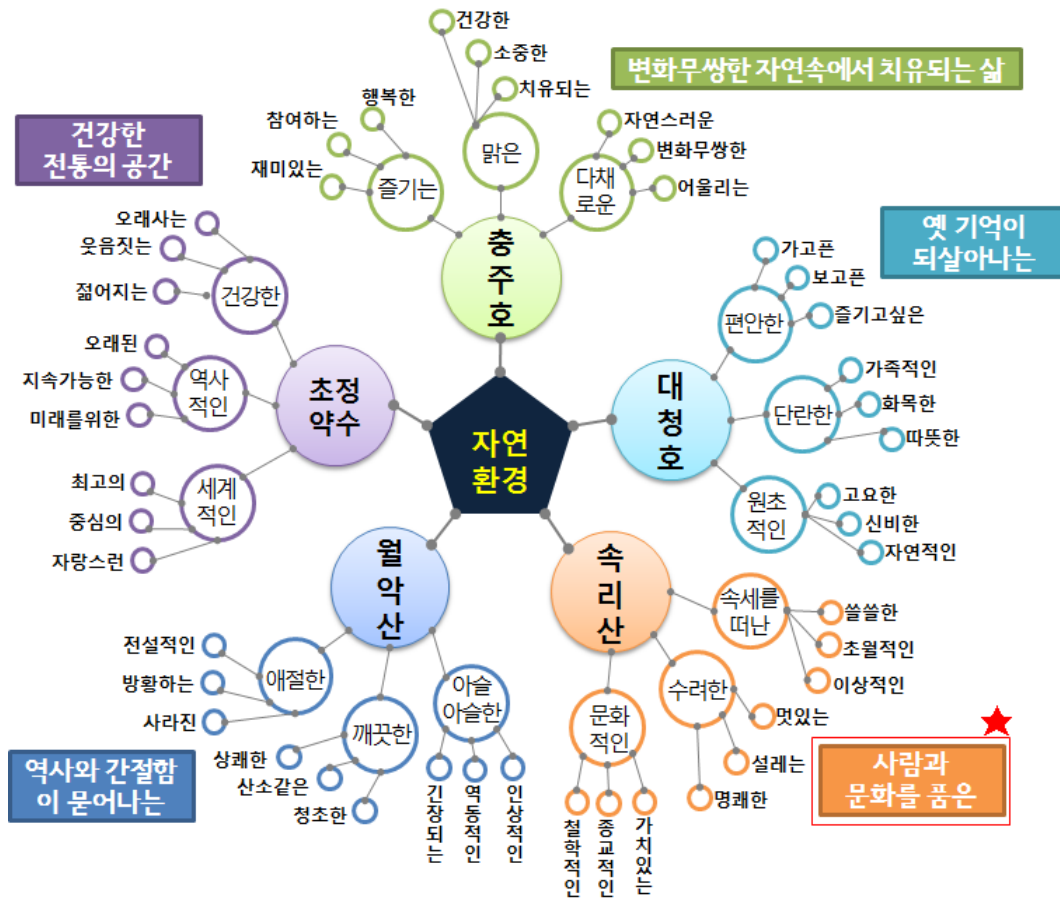 건강한
소중한
치유되는
변화무쌍한 자연속에서 치유되는 삶
맑은
행복한
참여하는
재미있는
즐기는
자연스러운
변화무쌍한
어울리는
다채
로운
충
주
호
건강한
전통의 공간
오래사는
웃음짓는
젊어지는
건강한
오래된
지속가능한
미래를위한
역사
적인
최고의
중심의
자랑스런
세계
적인
초정
약수
옛 기억이
되살아나는
가고픈
보고픈
즐기고싶은
편안한
가족적인
화목한
따뜻한
단란한
고요한
신비한
자연적인
원초
적인
대
청
호
자연
환경
월
악
산
전설적인
방황하는
사라진
애절한
상쾌한
산소같은
청초한
깨끗한
아슬
아슬한
긴장되는
역동적인
인상적인
역사와 간절함
이 묻어나는
속
리
산
속세를
떠난
쓸쓸한
초월적인
이상적인
수려한
멋있는
설레는
명쾌한
문화
적인
철학적인
종교적인
가치있는
사람과
문화를 품은